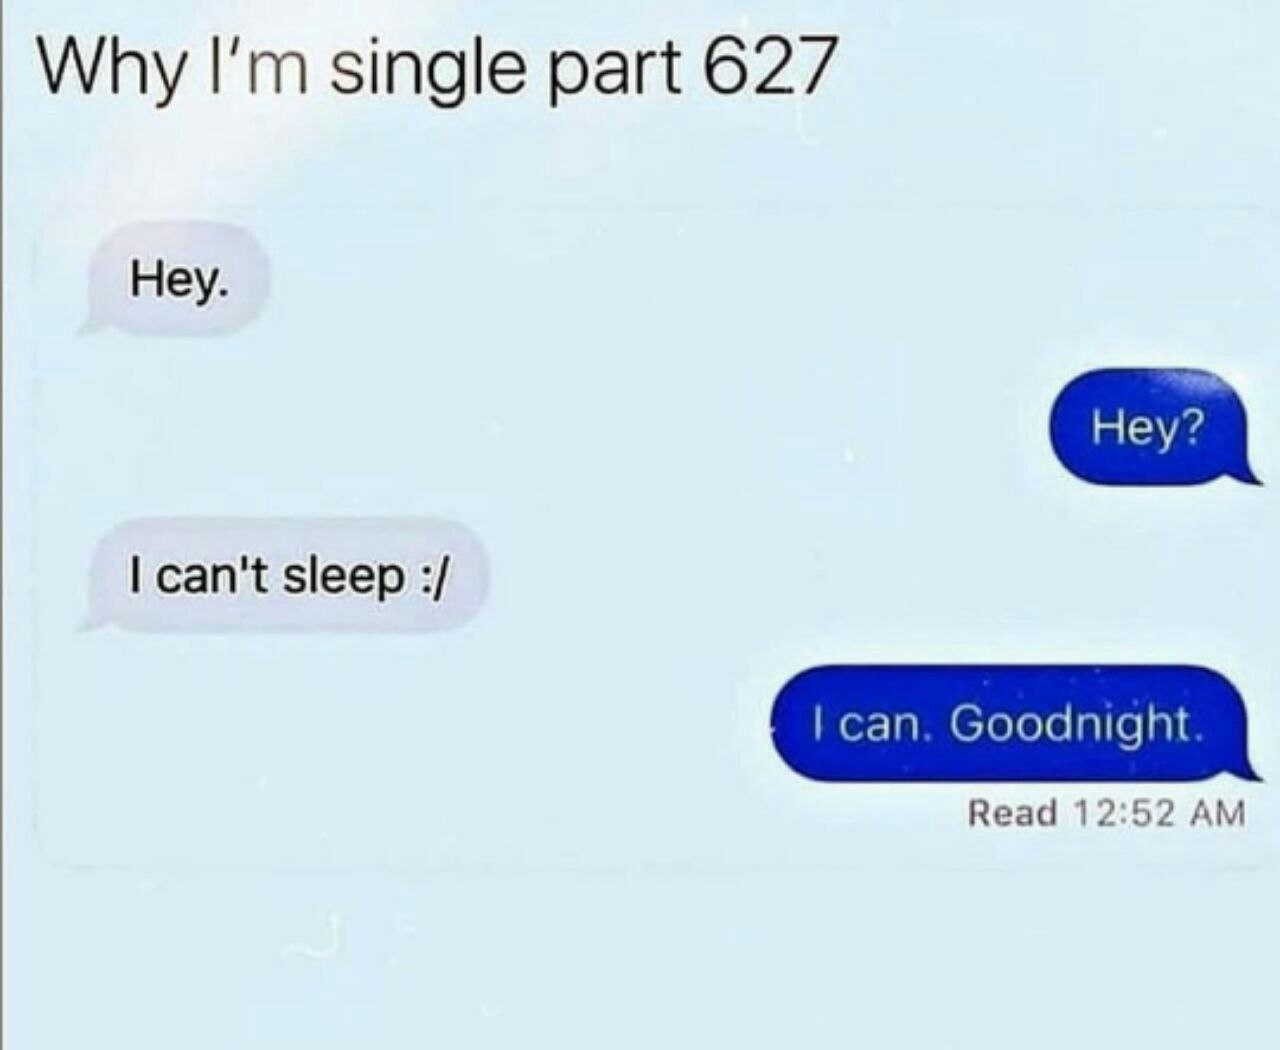 Why I'm single part 627
Hey.
Hey?
I can't sleep :/
I can. Goodnight.
Read 12:52 AM